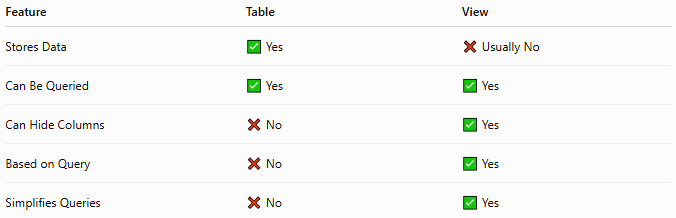 Feature Table View
Stores Data ✅ Yes ❌ Usually No
Can Be Queried ✅ Yes ✅ Yes
Can Hide Columns ❌ No ✅ Yes
Based on Query ❌ No ✅ Yes
Simplifies Queries ❌ No ✅ Yes